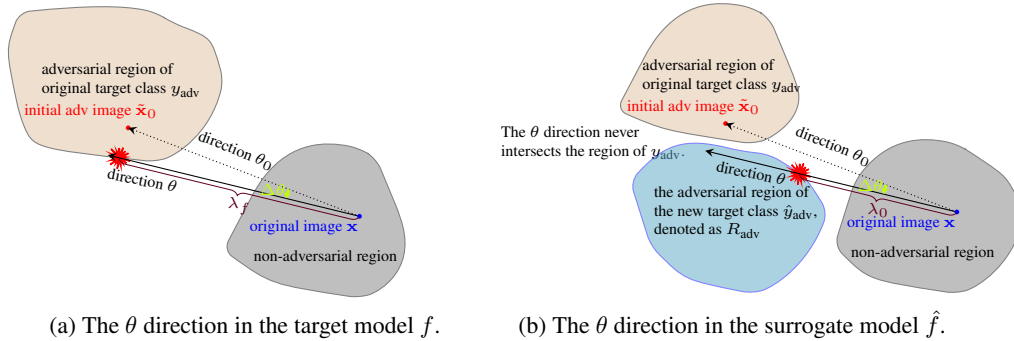 adversarial region of
original target class y_adv
initial adv image x̃_0
direction θ_0
direction θ
λ_f
original image x
non-adversarial region
(a) The θ direction in the target model f.
adversarial region of
original target class y_adv
initial adv image x̃_0
The θ direction never
intersects the region of y_adv.
direction θ_0
direction θ
the adversarial region of
the new target class ŷ_adv,
denoted as R_adv
λ_0
original image x
non-adversarial region
(b) The θ direction in the surrogate model f̂.